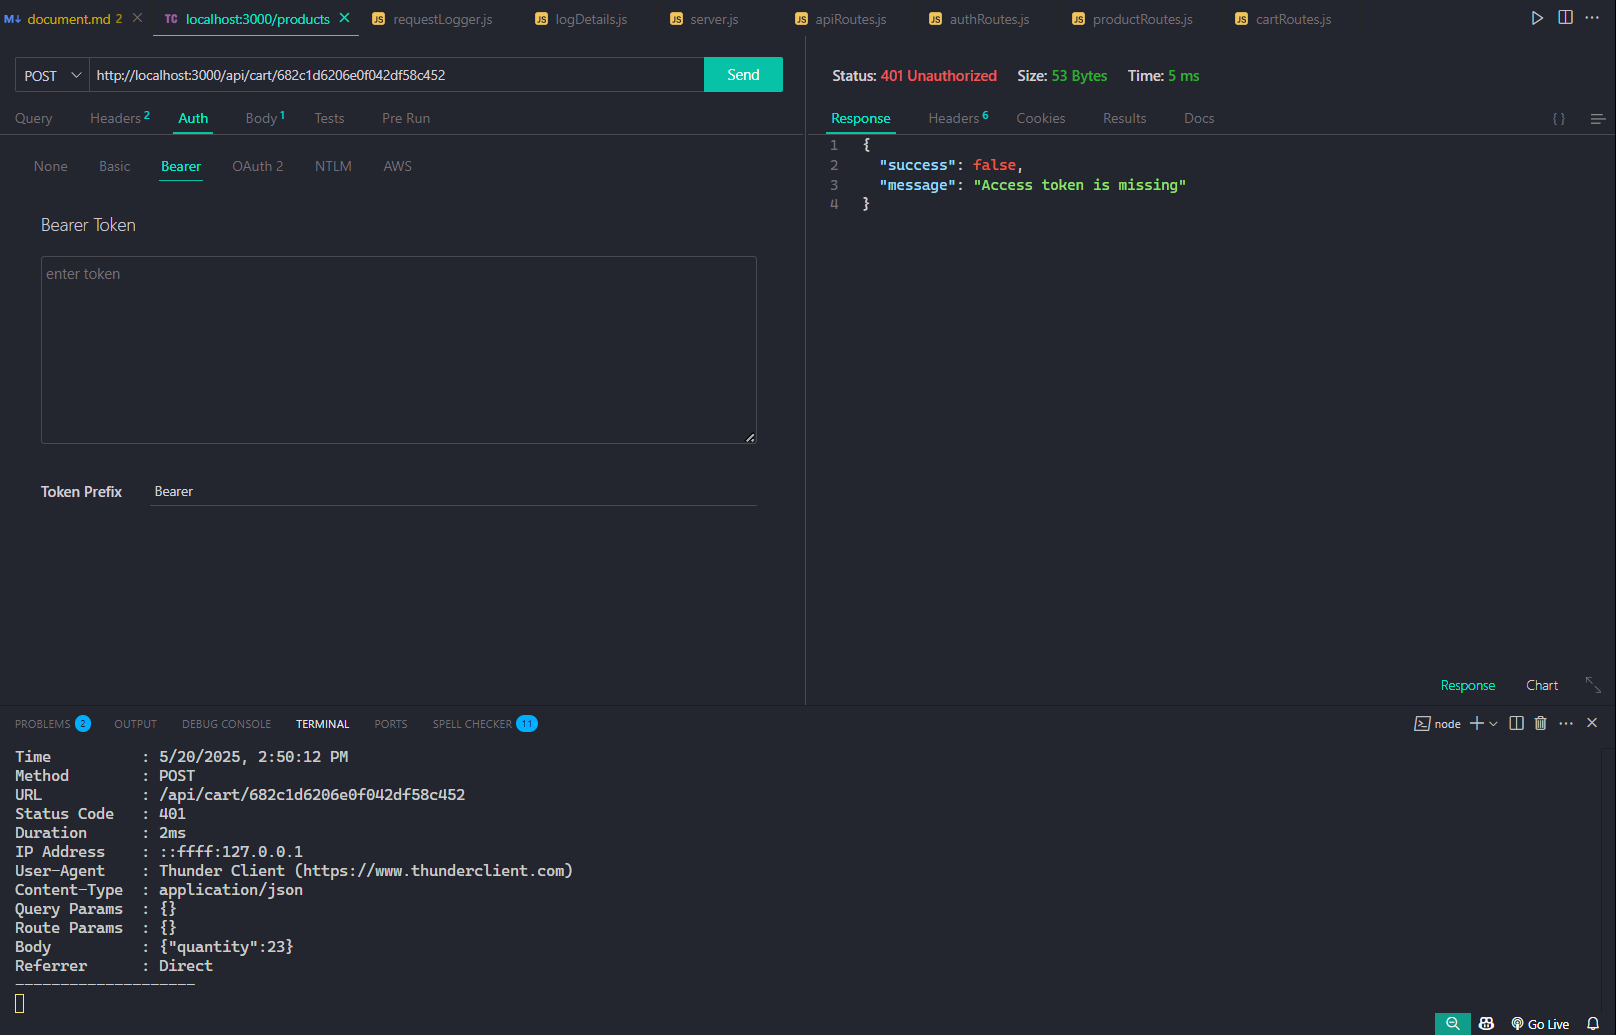 document.md 2
TC localhost:3000/products
JS requestLogger.js
JS logDetails.js
JS server.js
JS apiRoutes.js
JS authRoutes.js
JS productRoutes.js
JS cartRoutes.js
POST http://localhost:3000/api/cart/682c1d6206e0f042df58c452 Send
Query Headers 2 Auth Body 1 Tests Pre Run
None Basic Bearer OAuth 2 NTLM AWS
Bearer Token
enter token
Token Prefix Bearer
Status: 401 Unauthorized Size: 53 Bytes Time: 5 ms
Response Headers 6 Cookies Results Docs { }
1 {
2 "success": false,
3 "message": "Access token is missing"
4 }
Response Chart
PROBLEMS 2 OUTPUT DEBUG CONSOLE TERMINAL PORTS SPELL CHECKER 11 node
Time : 5/20/2025, 2:50:12 PM
Method : POST
URL : /api/cart/682c1d6206e0f042df58c452
Status Code : 401
Duration : 2ms
IP Address : ::ffff:127.0.0.1
User-Agent : Thunder Client (https://www.thunderclient.com)
Content-Type : application/json
Query Params : {}
Route Params : {}
Body : {"quantity":23}
Referrer : Direct
--------------------
Go Live